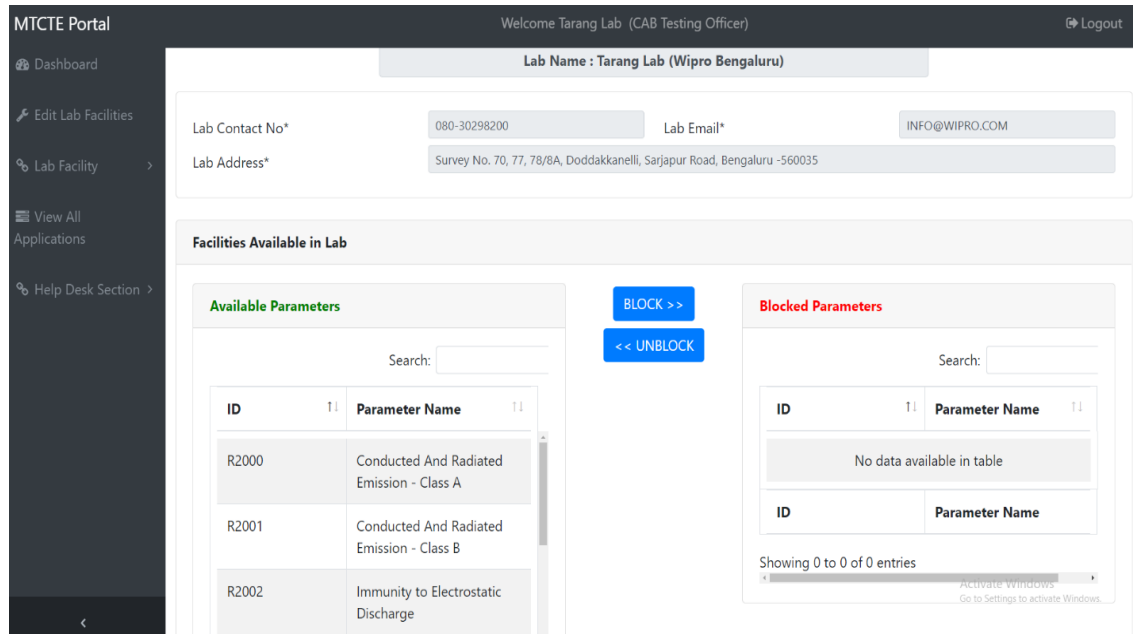 MTCTE Portal
Welcome Tarang Lab (CAB Testing Officer)
Logout
Dashboard
Edit Lab Facilities
Lab Facility
View All
Applications
Help Desk Section
Lab Name : Tarang Lab (Wipro Bengaluru)
Lab Contact No*
080-30298200
Lab Email*
INFO@WIPRO.COM
Lab Address*
Survey No. 70, 77, 78/8A, Doddakkanelli, Sarjapur Road, Bengaluru -560035
Facilities Available in Lab
Available Parameters
Search:
ID
Parameter Name
R2000
Conducted And Radiated
Emission - Class A
R2001
Conducted And Radiated
Emission - Class B
R2002
Immunity to Electrostatic
Discharge
BLOCK >>
<< UNBLOCK
Blocked Parameters
Search:
ID
Parameter Name
No data available in table
ID
Parameter Name
Showing 0 to 0 of 0 entries
Activate Windows
Go to Settings to activate Windows.